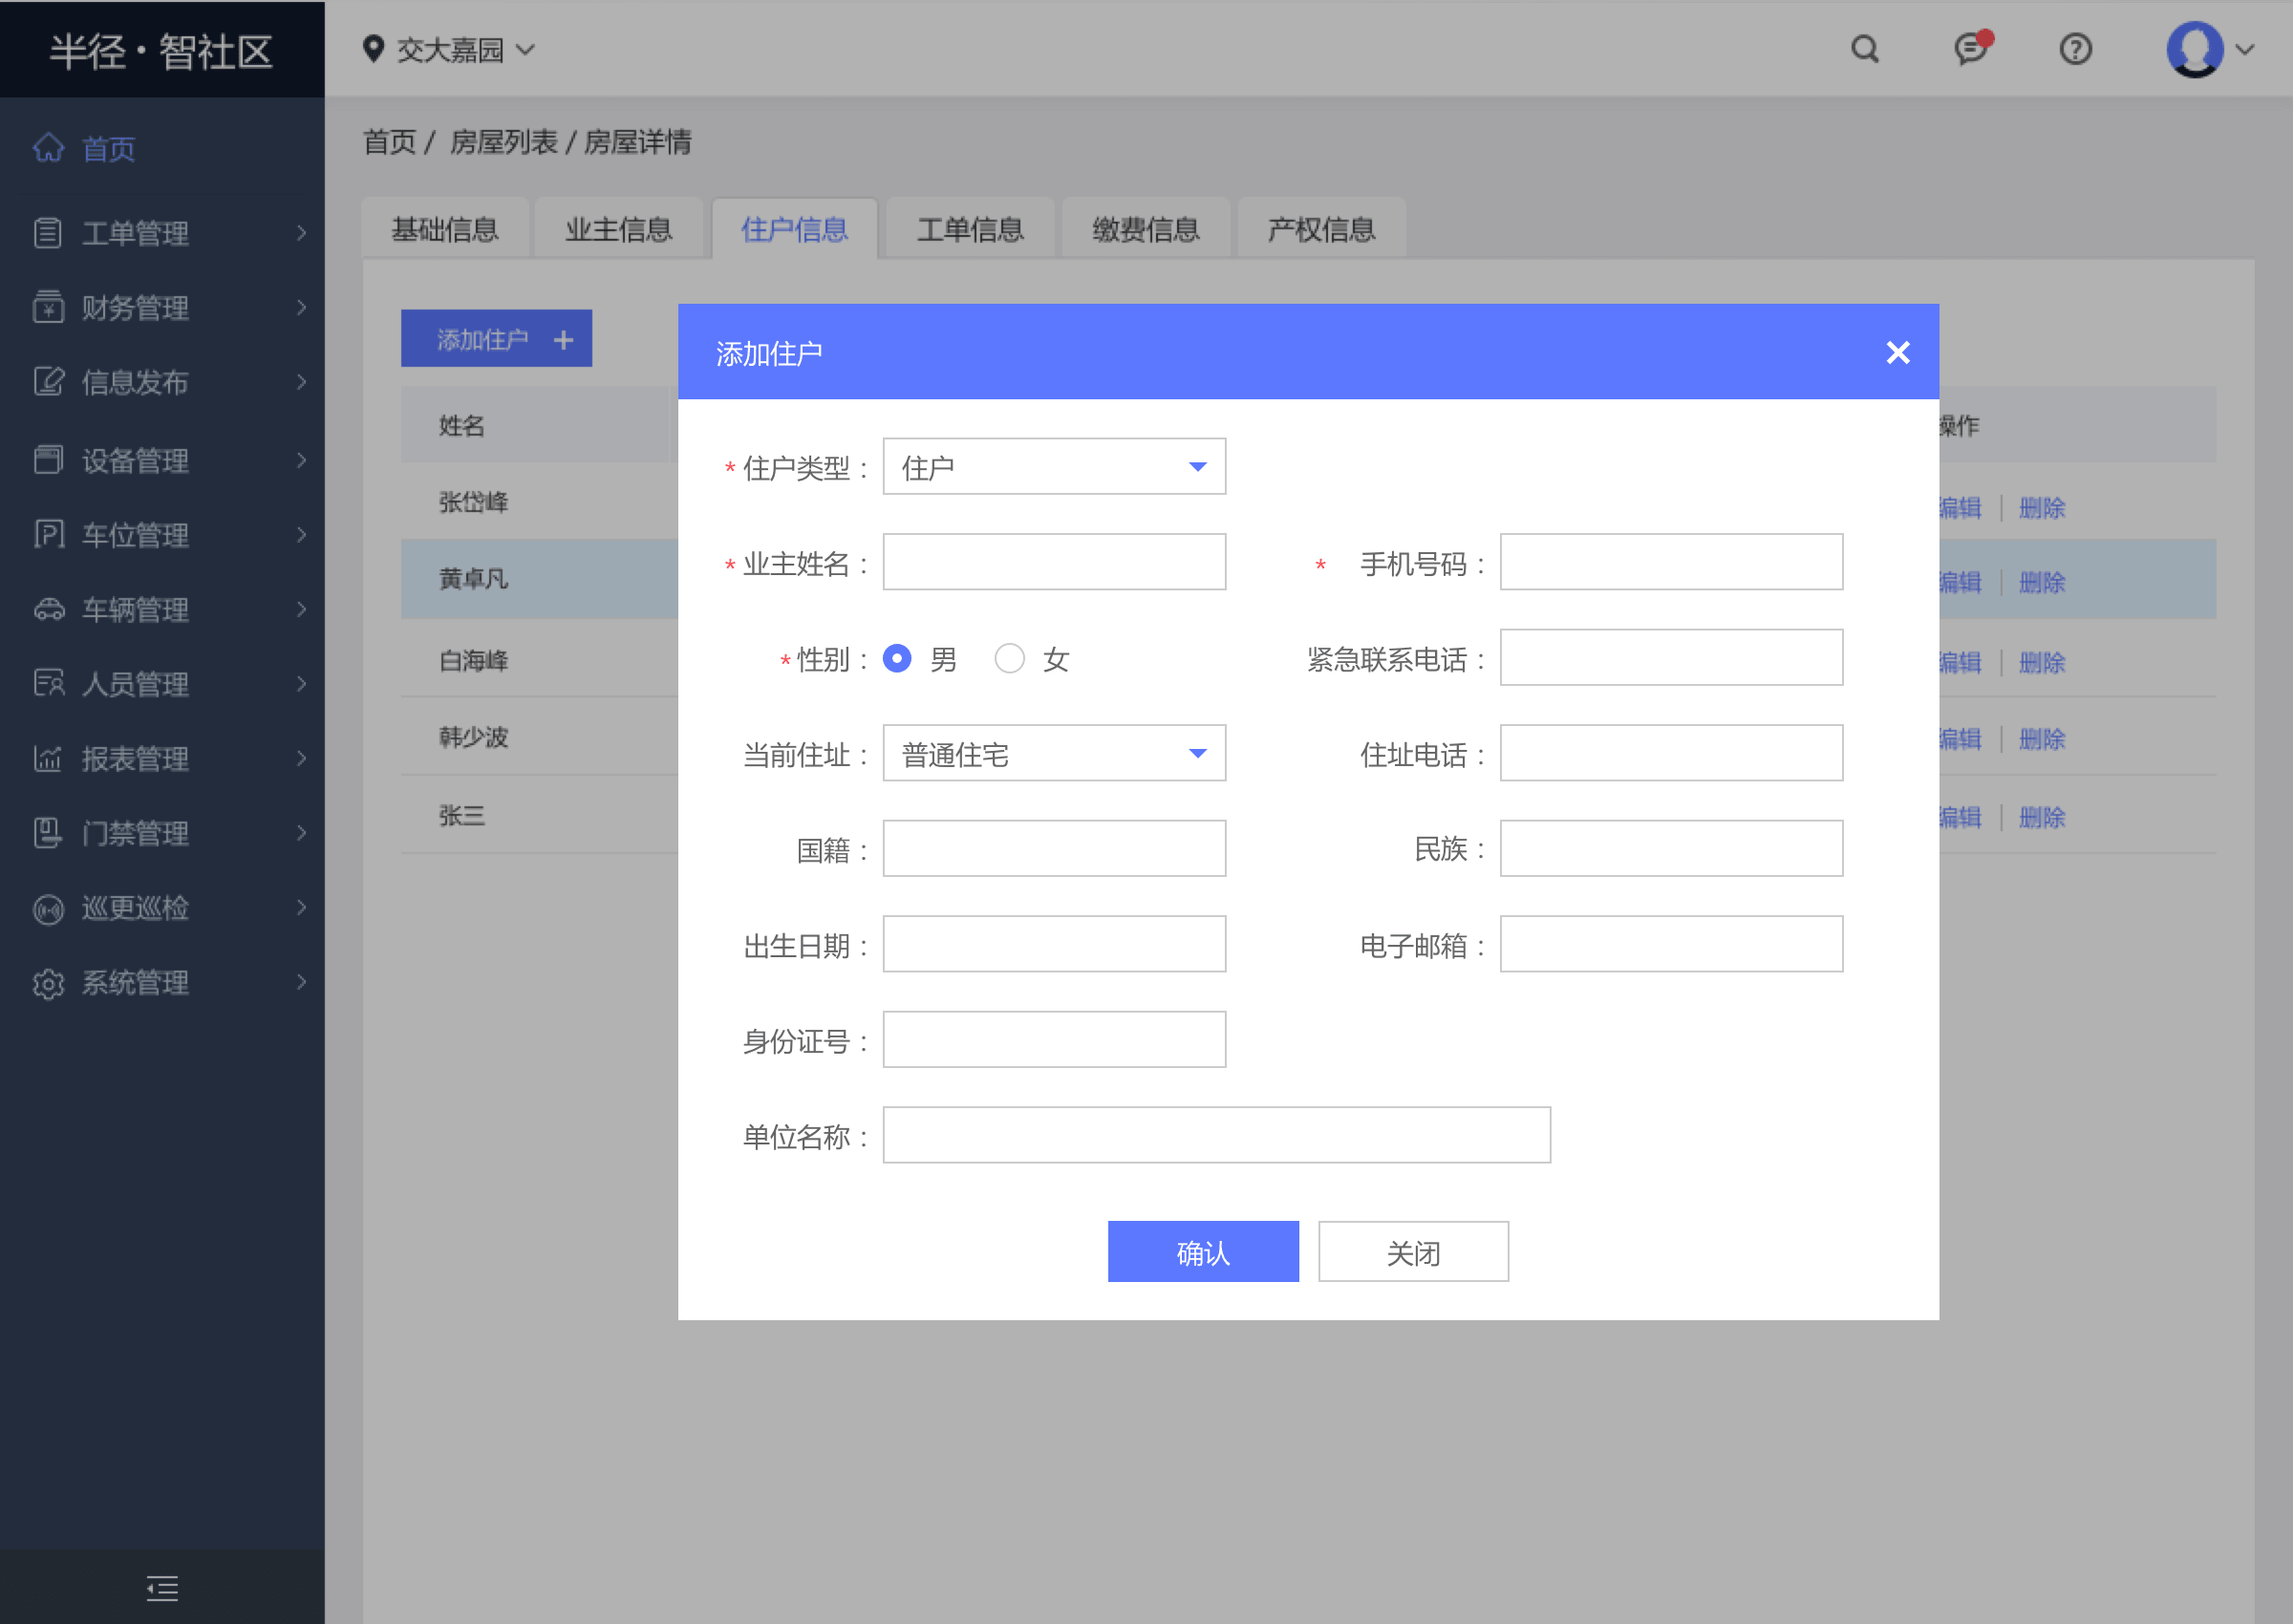 半径·智社区
交大嘉园
首页
工单管理
财务管理
信息发布
设备管理
车位管理
车辆管理
人员管理
报表管理
门禁管理
巡更巡检
系统管理
首页 / 房屋列表 / 房屋详情
基础信息 业主信息 住户信息 工单信息 缴费信息 产权信息
添加住户 +
姓名 操作
张岱峰 编辑 | 删除
黄卓凡 编辑 | 删除
白海峰 编辑 | 删除
韩少波 编辑 | 删除
张三 编辑 | 删除
添加住户
* 住户类型： 住户
* 业主姓名： * 手机号码：
* 性别： 男 女 紧急联系电话：
当前住址： 普通住宅 住址电话：
国籍： 民族：
出生日期： 电子邮箱：
身份证号：
单位名称：
确认 关闭